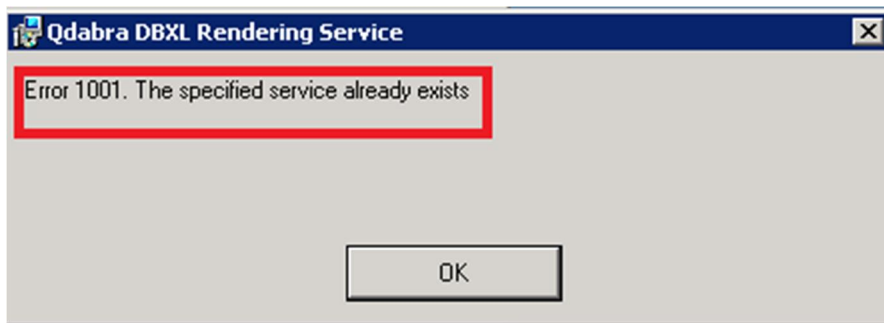 Qdabra DBXL Rendering Service
Error 1001. The specified service already exists
OK